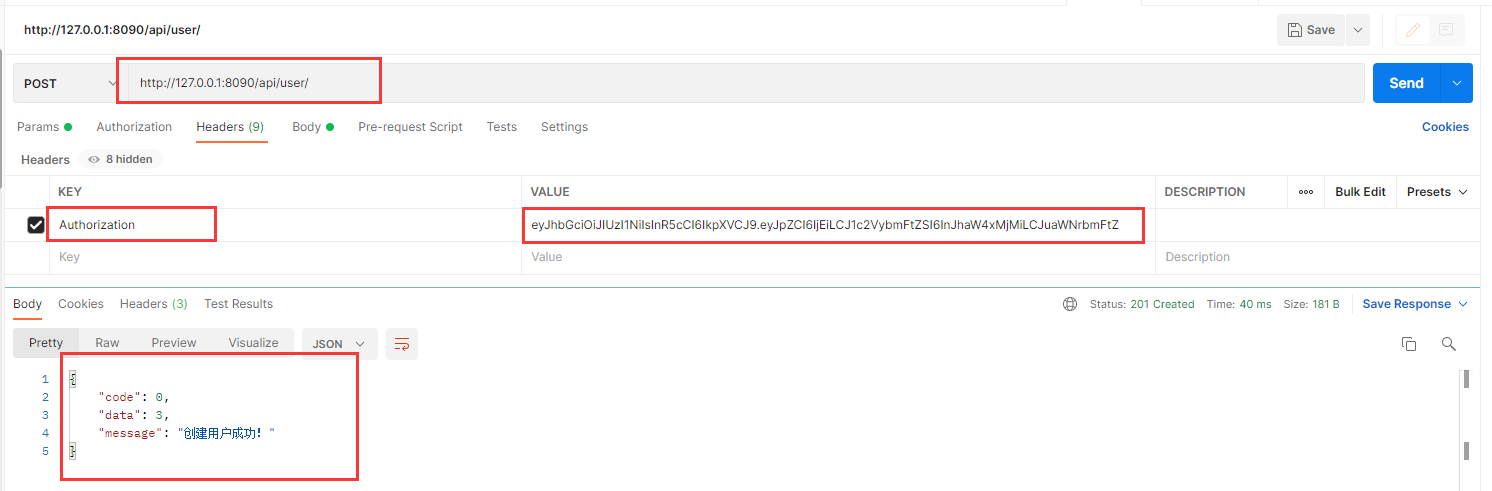 http://127.0.0.1:8090/api/user/
Save
POST
http://127.0.0.1:8090/api/user/
Send
Params
Authorization
Headers (9)
Body
Pre-request Script
Tests
Settings
Cookies
Headers
8 hidden
KEY
VALUE
DESCRIPTION
Bulk Edit
Presets
Authorization
eyJhbGciOiJIUzI1NiIsInR5cCI6IkpXVCJ9.eyJpZCI6IjEiLCJ1c2VybmFtZSI6InJhaW4xMjMiLCJuaWNrbmFtZ
Key
Value
Description
Body
Cookies
Headers (3)
Test Results
Status: 201 Created
Time: 40 ms
Size: 181 B
Save Response
Pretty
Raw
Preview
Visualize
JSON
1 {
2 "code": 0,
3 "data": 3,
4 "message": "创建用户成功！"
5 }